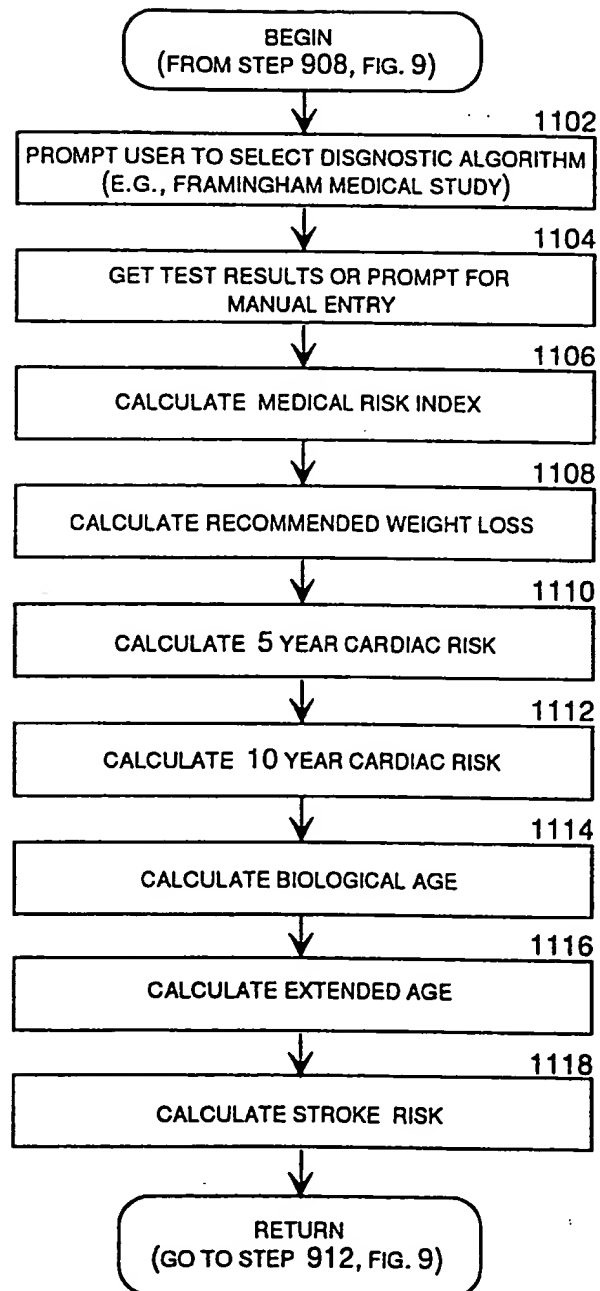 BEGIN
(FROM STEP 908, FIG. 9)
1102
PROMPT USER TO SELECT DISGNOSTIC ALGORITHM
(E.G., FRAMINGHAM MEDICAL STUDY)
1104
GET TEST RESULTS OR PROMPT FOR
MANUAL ENTRY
1106
CALCULATE MEDICAL RISK INDEX
1108
CALCULATE RECOMMENDED WEIGHT LOSS
1110
CALCULATE 5 YEAR CARDIAC RISK
1112
CALCULATE 10 YEAR CARDIAC RISK
1114
CALCULATE BIOLOGICAL AGE
1116
CALCULATE EXTENDED AGE
1118
CALCULATE STROKE RISK
RETURN
(GO TO STEP 912, FIG. 9)